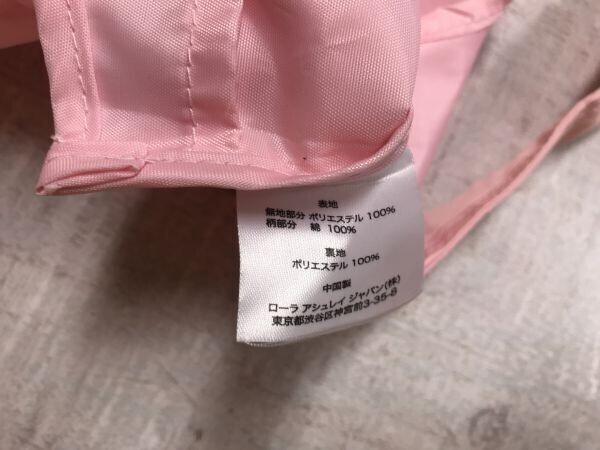 表地
無地部分 ポリエステル 100%
柄部分 綿 100%
裏地
ポリエステル 100%
中国製
ローラ アシュレイ ジャパン(株)
東京都渋谷区神宮前3-35-8